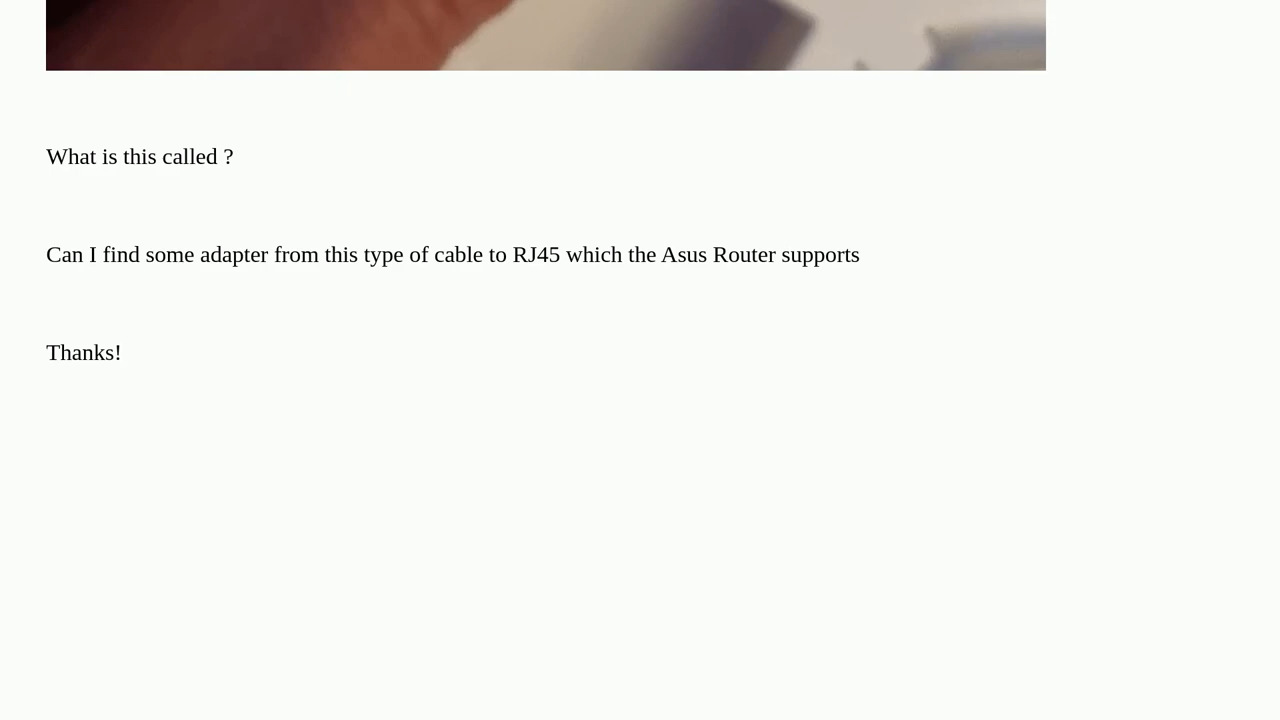 What is this called ?
Can I find some adapter from this type of cable to RJ45 which the Asus Router supports
Thanks!